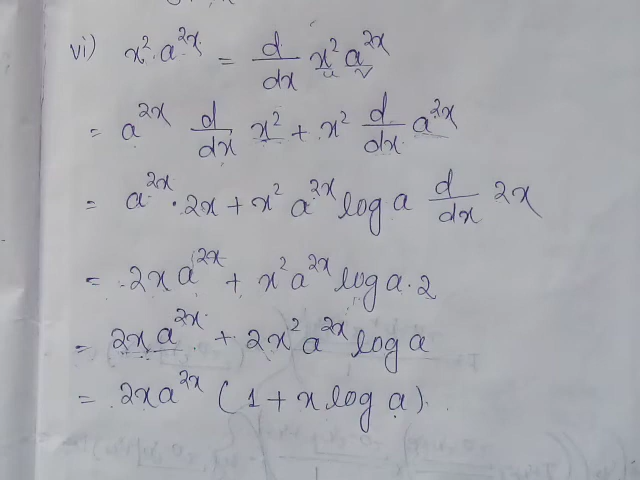 vi) x². a^2x = d/dx x² a^2x
u v
= a^2x d/dx x² + x² d/dx a^2x
= a^2x . 2x + x² a^2x log a d/dx 2x
= 2x a^2x + x² a^2x log a . 2
= 2x a^2x + 2x² a^2x log a
= 2x a^2x (1 + x log a).